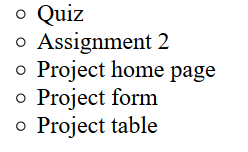 Quiz
Assignment 2
Project home page
Project form
Project table